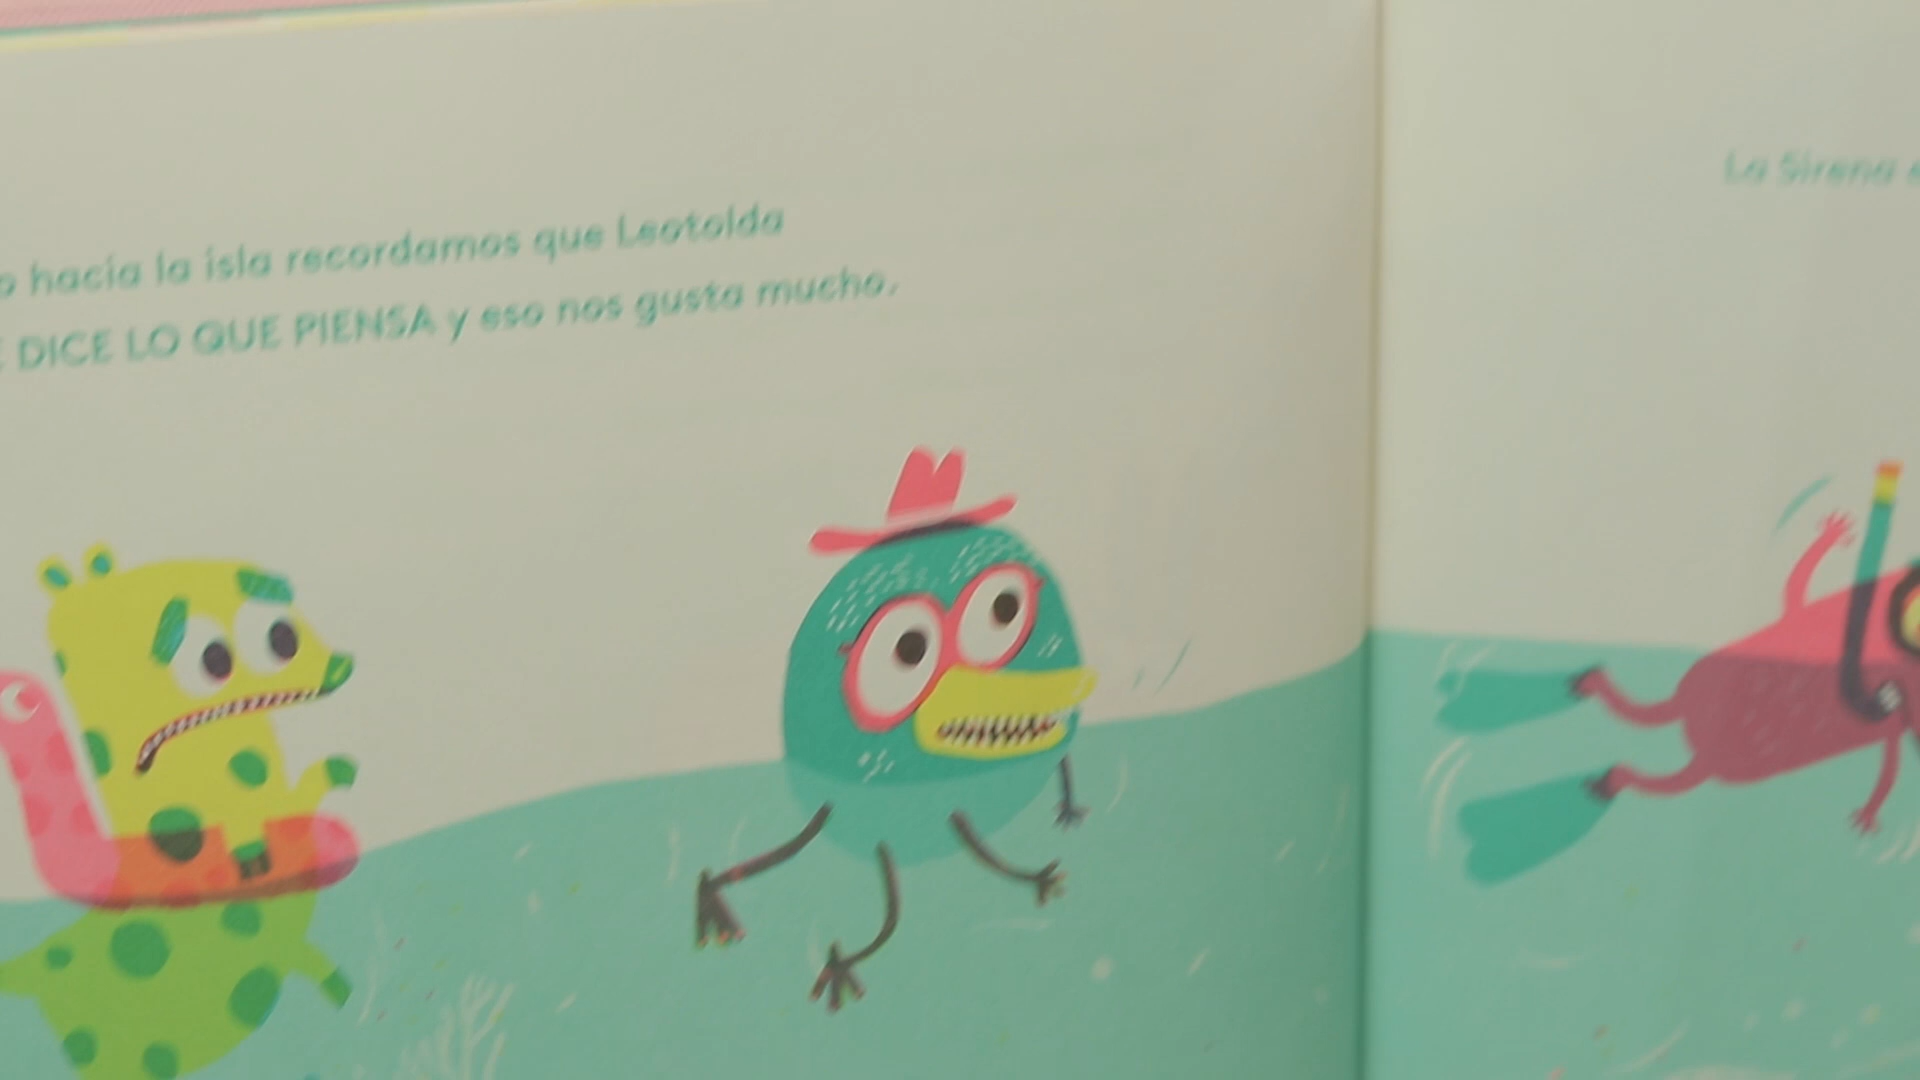 hacia la isla recordamos que Leotolda
DICE LO QUE PIENSA y eso nos gusta mucho.
La Sirena